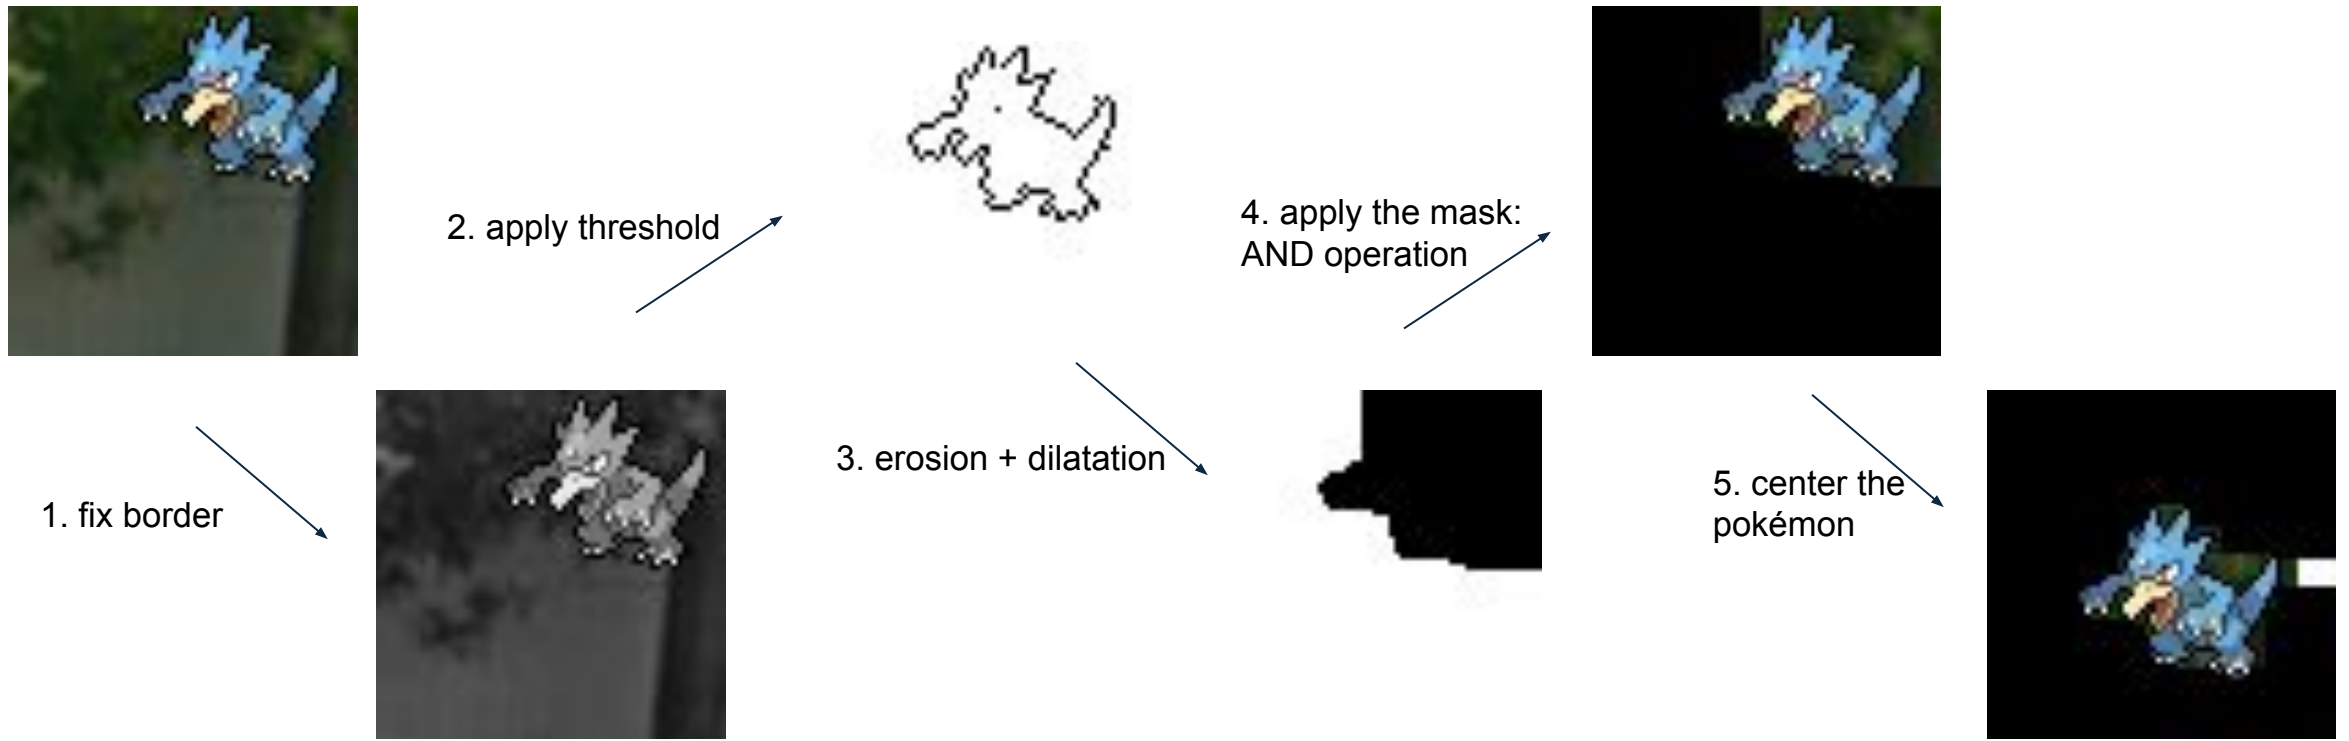 1. fix border
2. apply threshold
3. erosion + dilatation
4. apply the mask:
AND operation
5. center the
pokémon